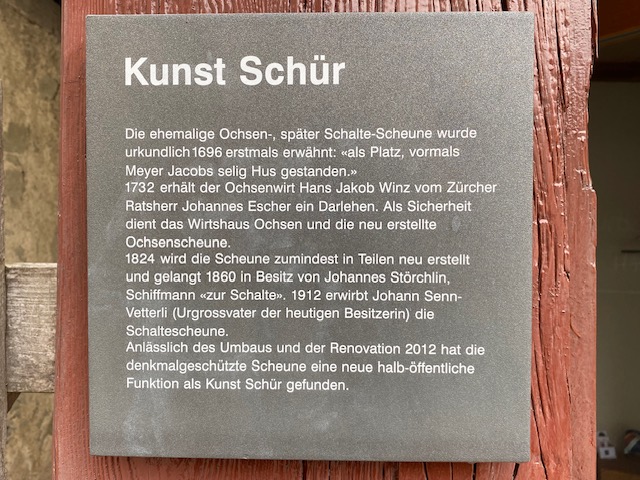 Kunst Schür
Die ehemalige Ochsen-, später Schalte-Scheune wurde
urkundlich 1696 erstmals erwähnt: «als Platz, vormals
Meyer Jacobs selig Hus gestanden.»
1732 erhält der Ochsenwirt Hans Jakob Winz vom Zürcher
Ratsherr Johannes Escher ein Darlehen. Als Sicherheit
dient das Wirtshaus Ochsen und die neu erstellte
Ochsenscheune.
1824 wird die Scheune zumindest in Teilen neu erstellt
und gelangt 1860 in Besitz von Johannes Störchlin,
Schiffmann «zur Schalte». 1912 erwirbt Johann Senn-
Vetterli (Urgrossvater der heutigen Besitzerin) die
Schaltescheune.
Anlässlich des Umbaus und der Renovation 2012 hat die
denkmalgeschützte Scheune eine neue halb-öffentliche
Funktion als Kunst Schür gefunden.